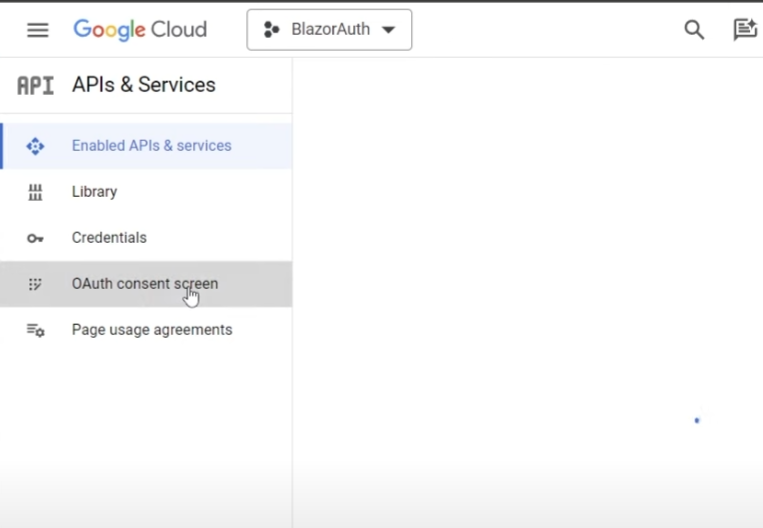 Google Cloud
BlazorAuth
API
APIs & Services
Enabled APIs & services
Library
Credentials
OAuth consent screen
Page usage agreements